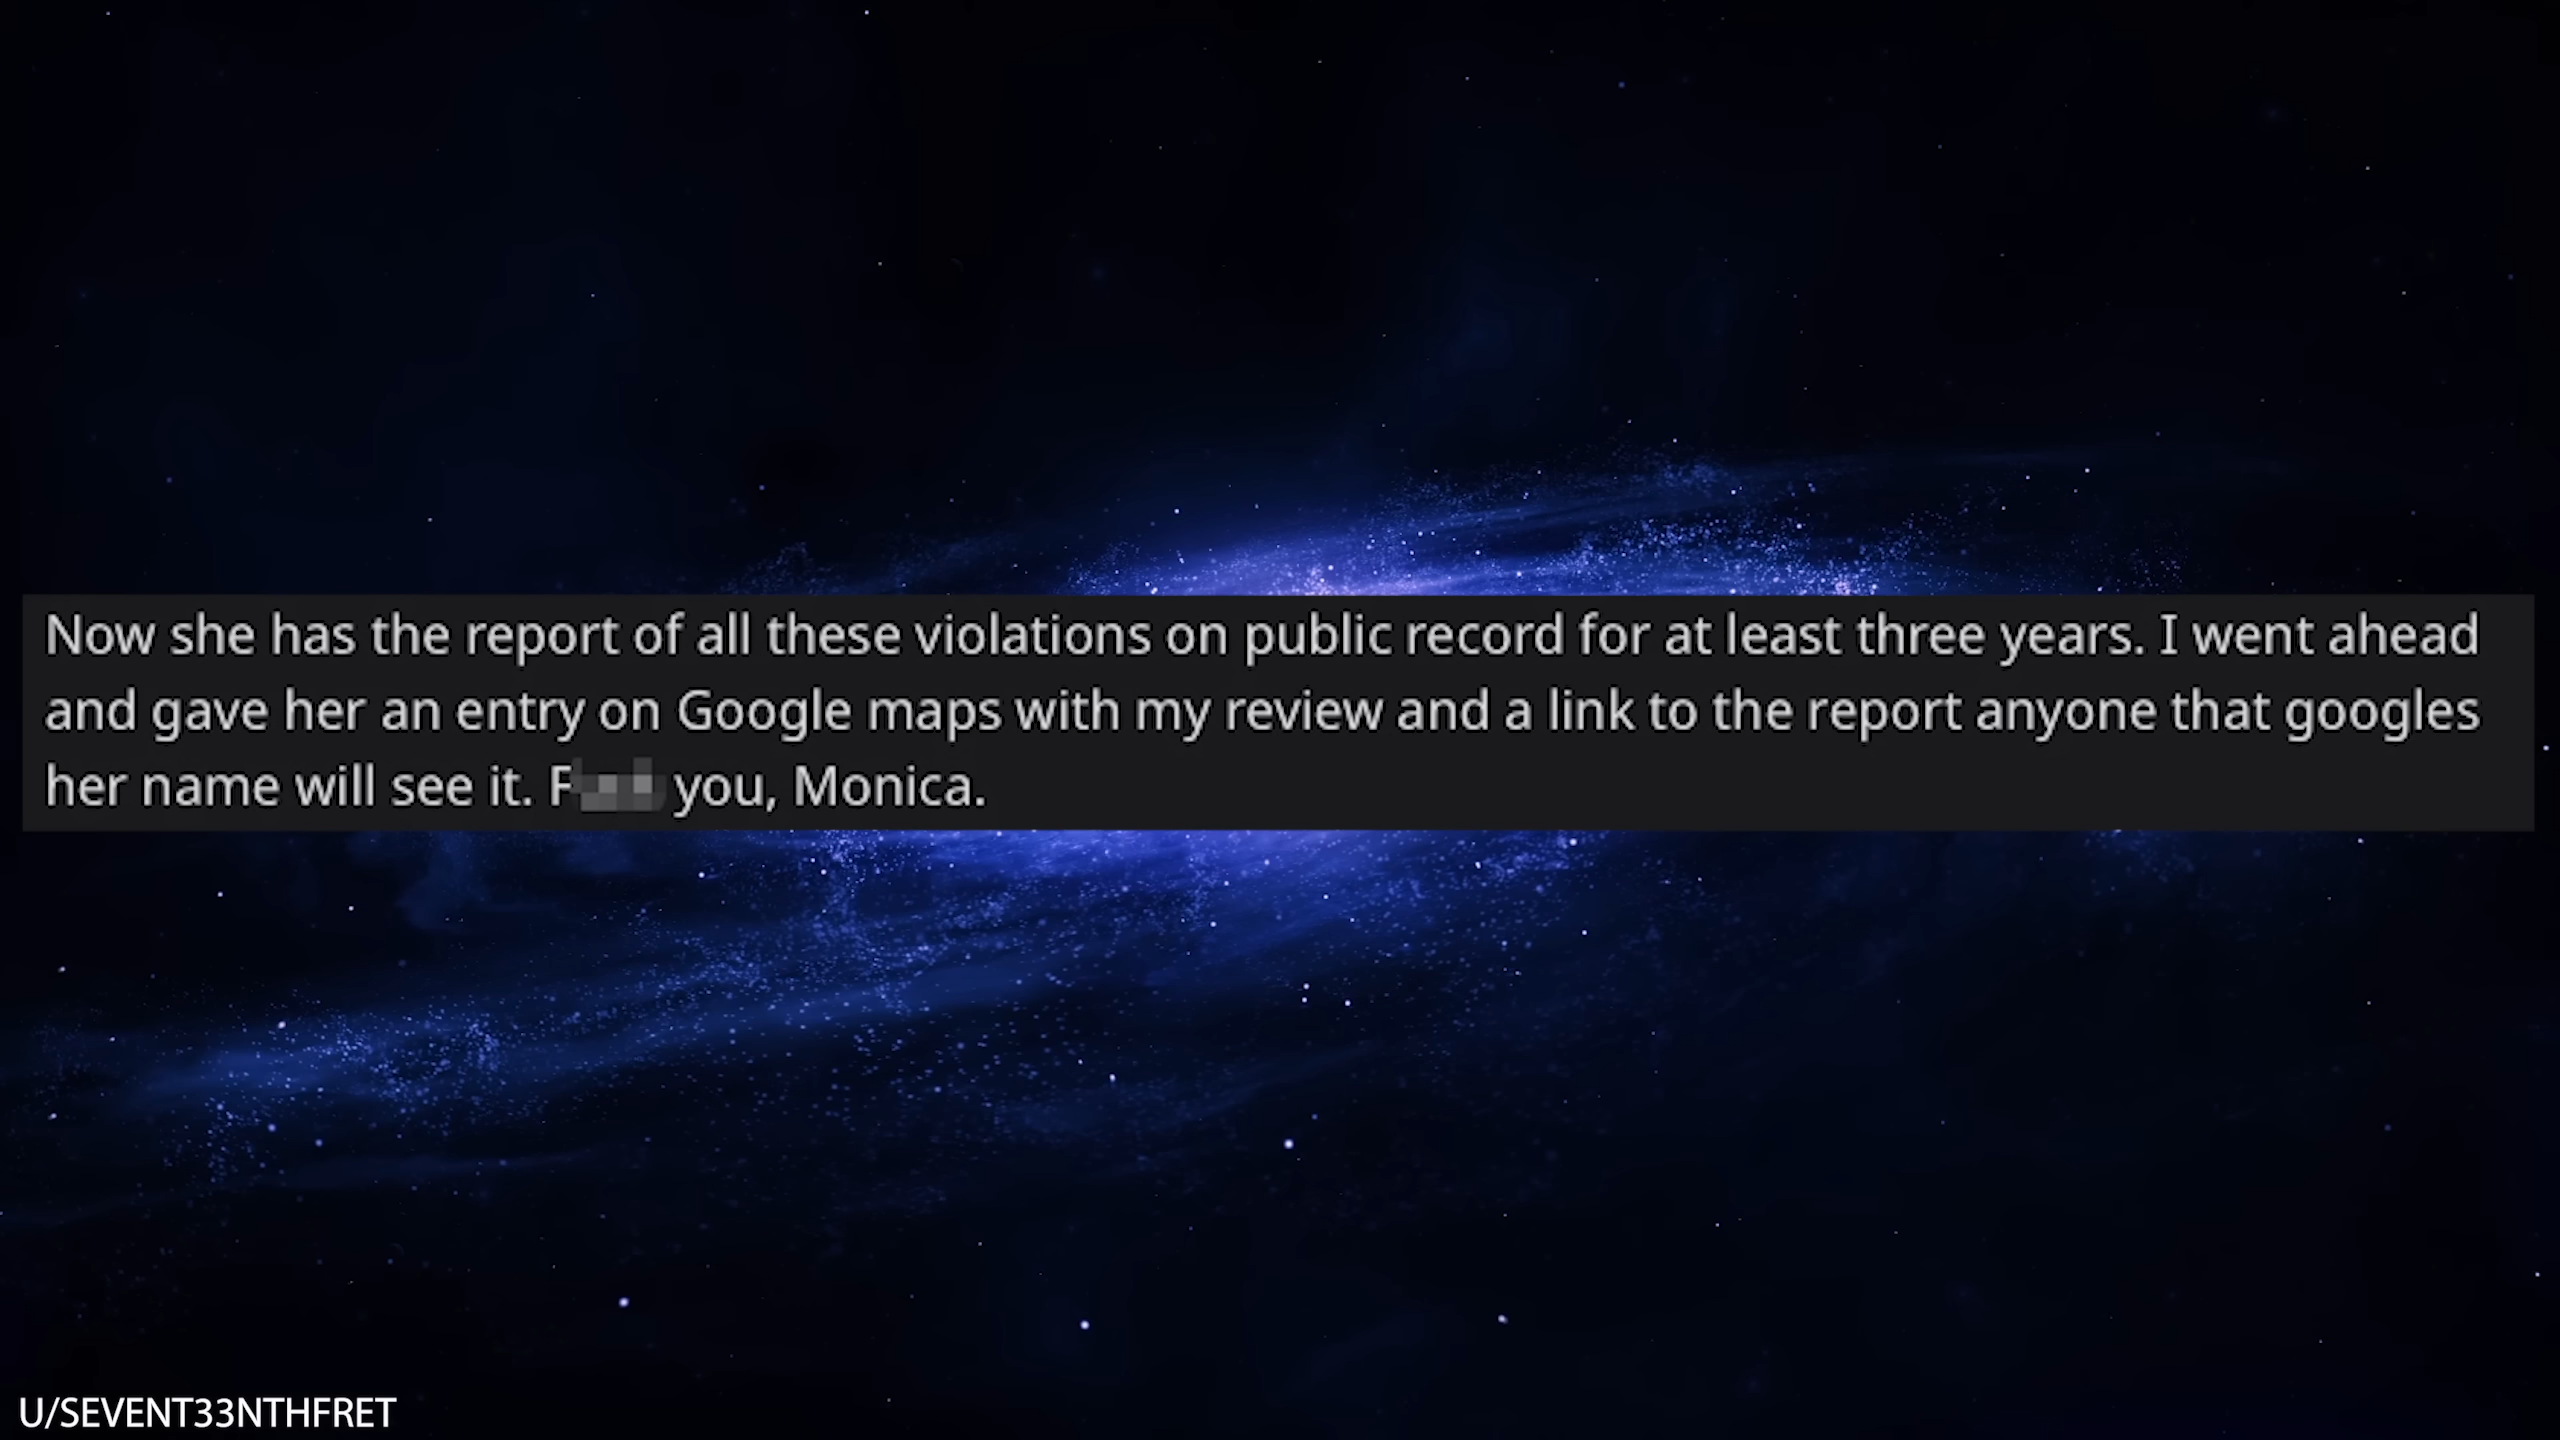 Now she has the report of all these violations on public record for at least three years. I went ahead
and gave her an entry on Google maps with my review and a link to the report anyone that googles
her name will see it. F you, Monica.
U/SEVENT33NTHFRET